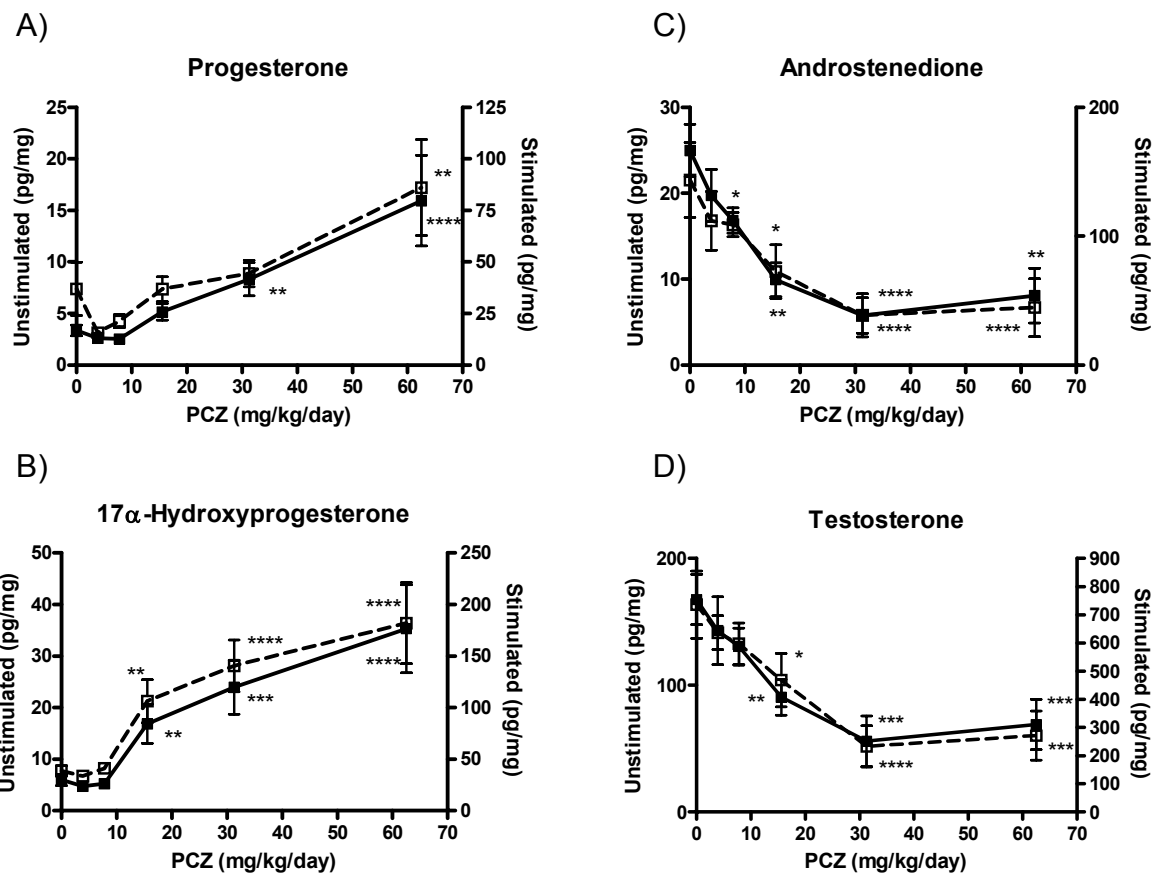 A)
Progesterone
Unstimulated (pg/mg)
25
20
15
10
5
0
125
100
75
50
25
0
Stimulated (pg/mg)
**
****
**
0 10 20 30 40 50 60 70
PCZ (mg/kg/day)
B)
17α-Hydroxyprogesterone
Unstimulated (pg/mg)
50
40
30
20
10
0
250
200
150
100
50
0
Stimulated (pg/mg)
****
****
****
**
***
**
0 10 20 30 40 50 60 70
PCZ (mg/kg/day)
C)
Androstenedione
Unstimulated (pg/mg)
30
20
10
0
200
100
0
Stimulated (pg/mg)
*
*
**
****
**
****
****
0 10 20 30 40 50 60 70
PCZ (mg/kg/day)
D)
Testosterone
Unstimulated (pg/mg)
200
100
0
900
800
700
600
500
400
300
200
100
0
Stimulated (pg/mg)
*
**
***
***
***
****
0 10 20 30 40 50 60 70
PCZ (mg/kg/day)